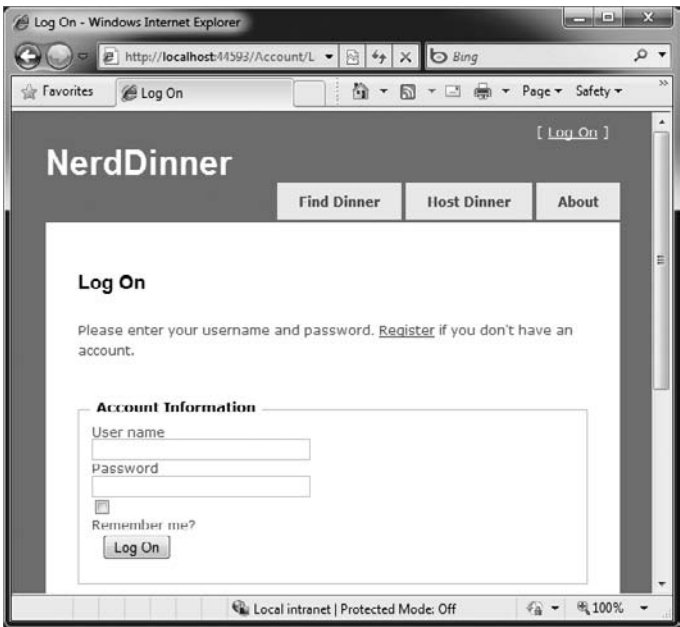 Log On - Windows Internet Explorer
http://localhost:44593/Account/L
Bing
Favorites
Log On
Page
Safety
[ Log On ]
NerdDinner
Find Dinner
Host Dinner
About
Log On
Please enter your username and password. Register if you don't have an
account.
Account Information
User name
Password
Remember me?
Log On
Local intranet | Protected Mode: Off
100%